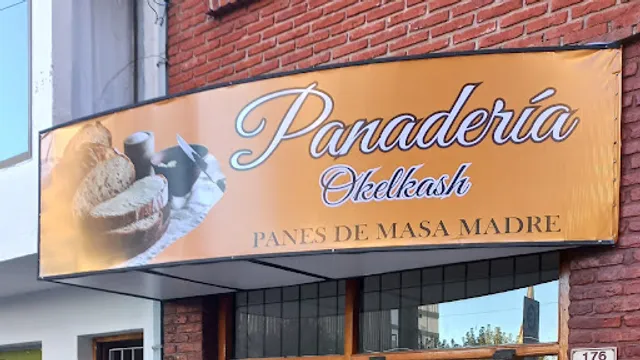 Panadería
Okelkash
PANES DE MASA MADRE
176